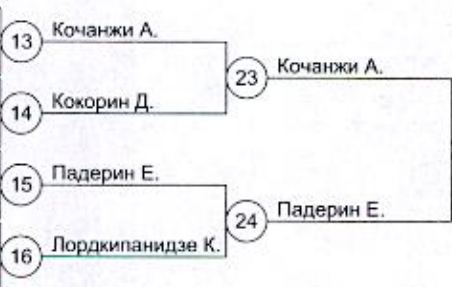 13 Кочанжи А.
23 Кочанжи А.
14 Кокорин Д.
15 Падерин Е.
24 Падерин Е.
16 Лордкипанидзе К.